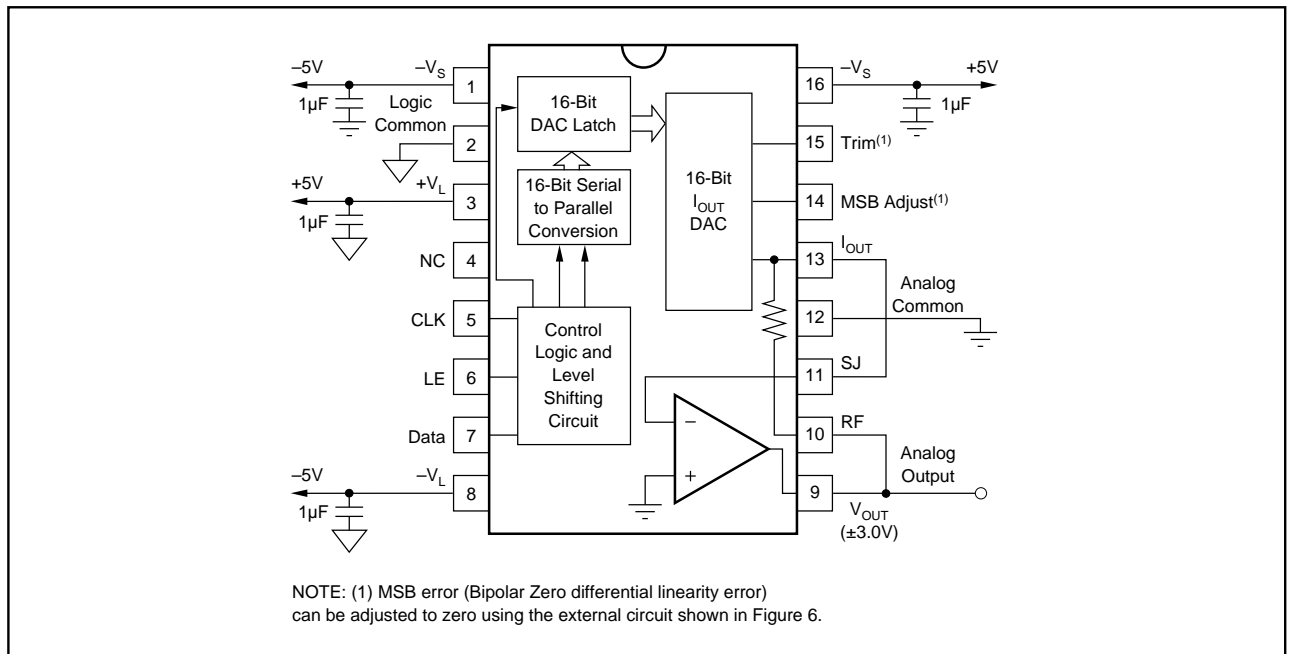 –5V
–V_S
1
1µF
Logic
Common
2
+5V
+V_L
3
1µF
NC
4
CLK
5
LE
6
Data
7
–5V
–V_L
8
1µF
16-Bit
DAC Latch
16-Bit Serial
to Parallel
Conversion
Control
Logic and
Level
Shifting
Circuit
16-Bit
I_OUT
DAC
–
+
16
–V_S
+5V
1µF
15
Trim(1)
14
MSB Adjust(1)
13
I_OUT
Analog
Common
12
11
SJ
10
RF
Analog
Output
9
V_OUT
(±3.0V)
NOTE: (1) MSB error (Bipolar Zero differential linearity error)
can be adjusted to zero using the external circuit shown in Figure 6.